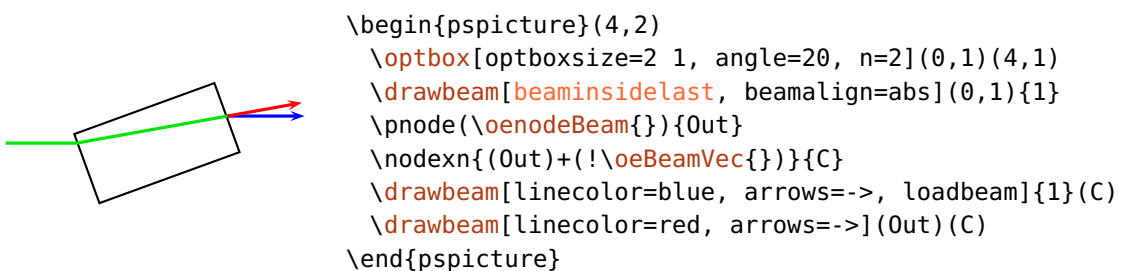 \begin{pspicture}(4,2)
\optbox[optboxsize=2 1, angle=20, n=2](0,1)(4,1)
\drawbeam[beaminsidelast, beamalign=abs](0,1){1}
\pnode(\oenodeBeam{}){Out}
\nodexn{(Out)+(!\oeBeamVec{})}{C}
\drawbeam[linecolor=blue, arrows=->, loadbeam]{1}(C)
\drawbeam[linecolor=red, arrows=->](Out)(C)
\end{pspicture}